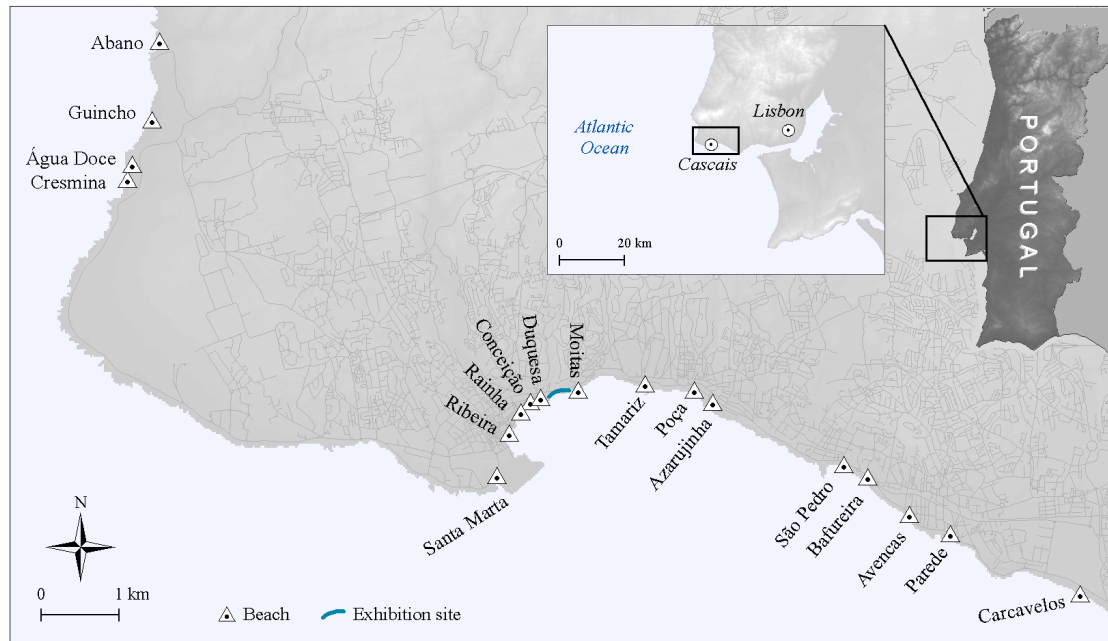 Abano
Guincho
Água Doce
Cresmina
Atlantic
Ocean
Lisbon
Cascais
0 20 km
PORTUGAL
Ribeira
Rainha
Conceição
Duquesa
Moitas
Santa Marta
Tamariz
Poça
Azarujinha
São Pedro
Bafureira
Avencas
Parede
Carcavelos
N
0 1 km
Beach
Exhibition site